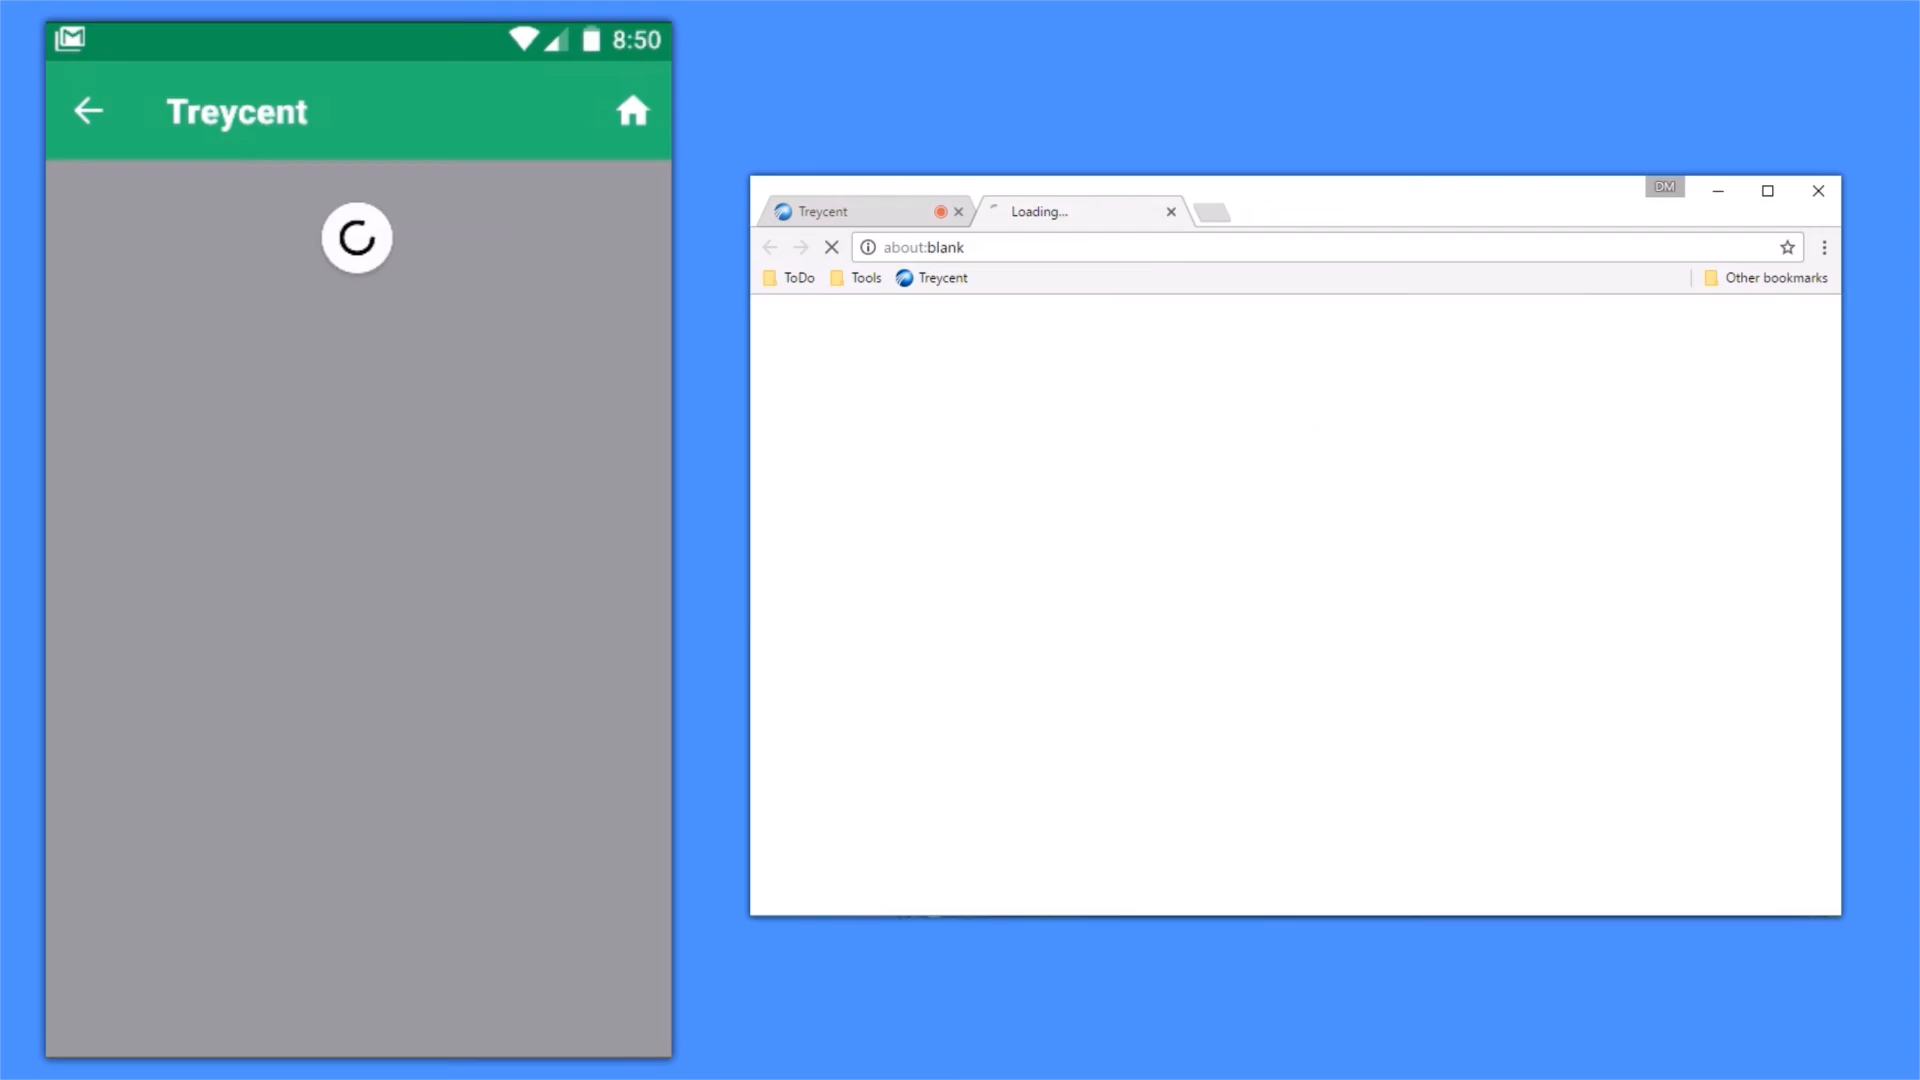 8:50
Treycent
DM
Treycent
Loading...
about:blank
ToDo
Tools
Treycent
Other bookmarks